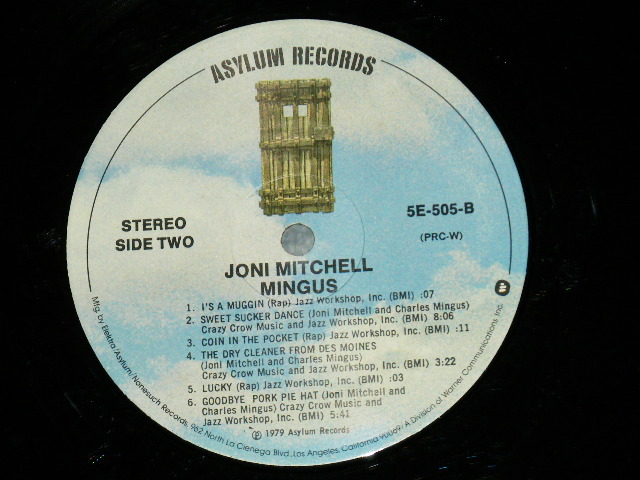 ASYLUM RECORDS
STEREO
SIDE TWO
5E-505-B
(PRC-W)
JONI MITCHELL
MINGUS
1. I'S A MUGGIN (Rap) Jazz Workshop, Inc. (BMI) :07
2. SWEET SUCKER DANCE (Joni Mitchell and Charles Mingus)
Crazy Crow Music and Jazz Workshop, Inc. (BMI) 8:06
3. COIN IN THE POCKET (Rap) Jazz Workshop, Inc. (BMI) :11
4. THE DRY CLEANER FROM DES MOINES
(Joni Mitchell and Charles Mingus)
Crazy Crow Music and Jazz Workshop, Inc. (BMI) 3:22
5. LUCKY (Rap) Jazz Workshop, Inc. (BMI) :03
6. GOODBYE PORK PIE HAT (Joni Mitchell and
Charles Mingus) Crazy Crow Music and
Jazz Workshop, Inc. (BMI) 5:41
℗ 1979 Asylum Records
Mfg. by Elektra/Asylum/Nonesuch Records, 962 North La Cienega Blvd., Los Angeles, California 90069/A Division of Warner Communications Inc.